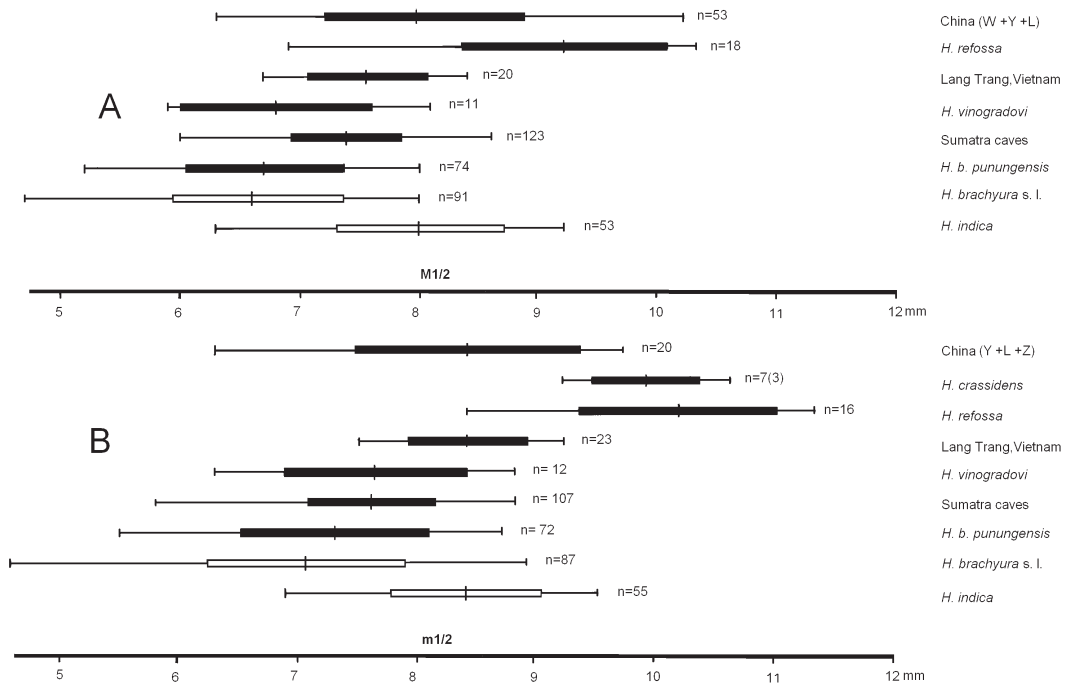 n=53 China (W +Y +L)
n=18 H. refossa
n=20 Lang Trang,Vietnam
A n=11 H. vinogradovi
n=123 Sumatra caves
n=74 H. b. punungensis
n=91 H. brachyura s. l.
n=53 H. indica
M1/2
5 6 7 8 9 10 11 12 mm
n=20 China (Y +L +Z)
n=7(3) H. crassidens
n=16 H. refossa
B n=23 Lang Trang,Vietnam
n= 12 H. vinogradovi
n= 107 Sumatra caves
n= 72 H. b. punungensis
n=87 H. brachyura s. l.
n=55 H. indica
m1/2
5 6 7 8 9 10 11 12 mm